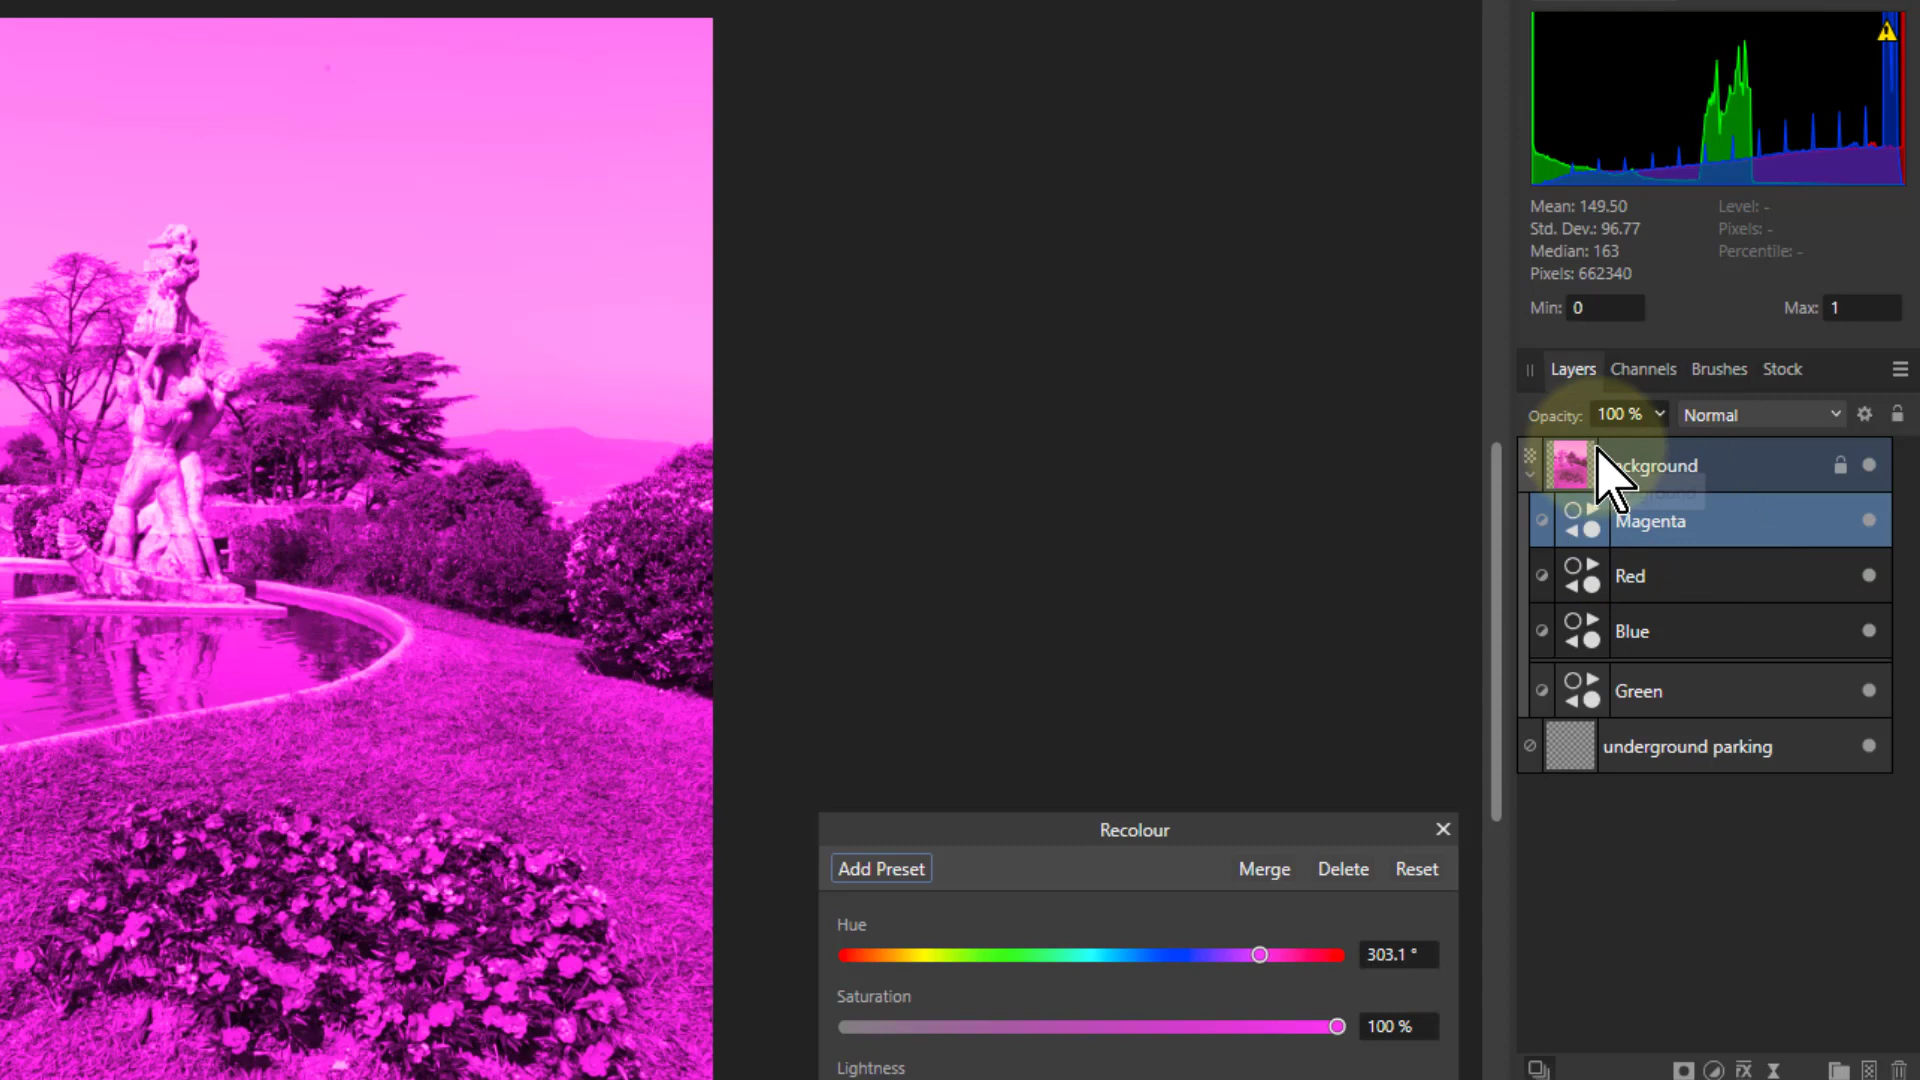 Mean: 149.50
Std. Dev.: 96.77
Median: 163
Pixels: 662340
Level: -
Pixels: -
Percentile: -
Min: 0
Max: 1
Layers Channels Brushes Stock
Opacity: 100 % Normal
ckground
Magenta
Red
Blue
Green
underground parking
Recolour
Add Preset Merge Delete Reset
Hue
303.1 °
Saturation
100 %
Lightness